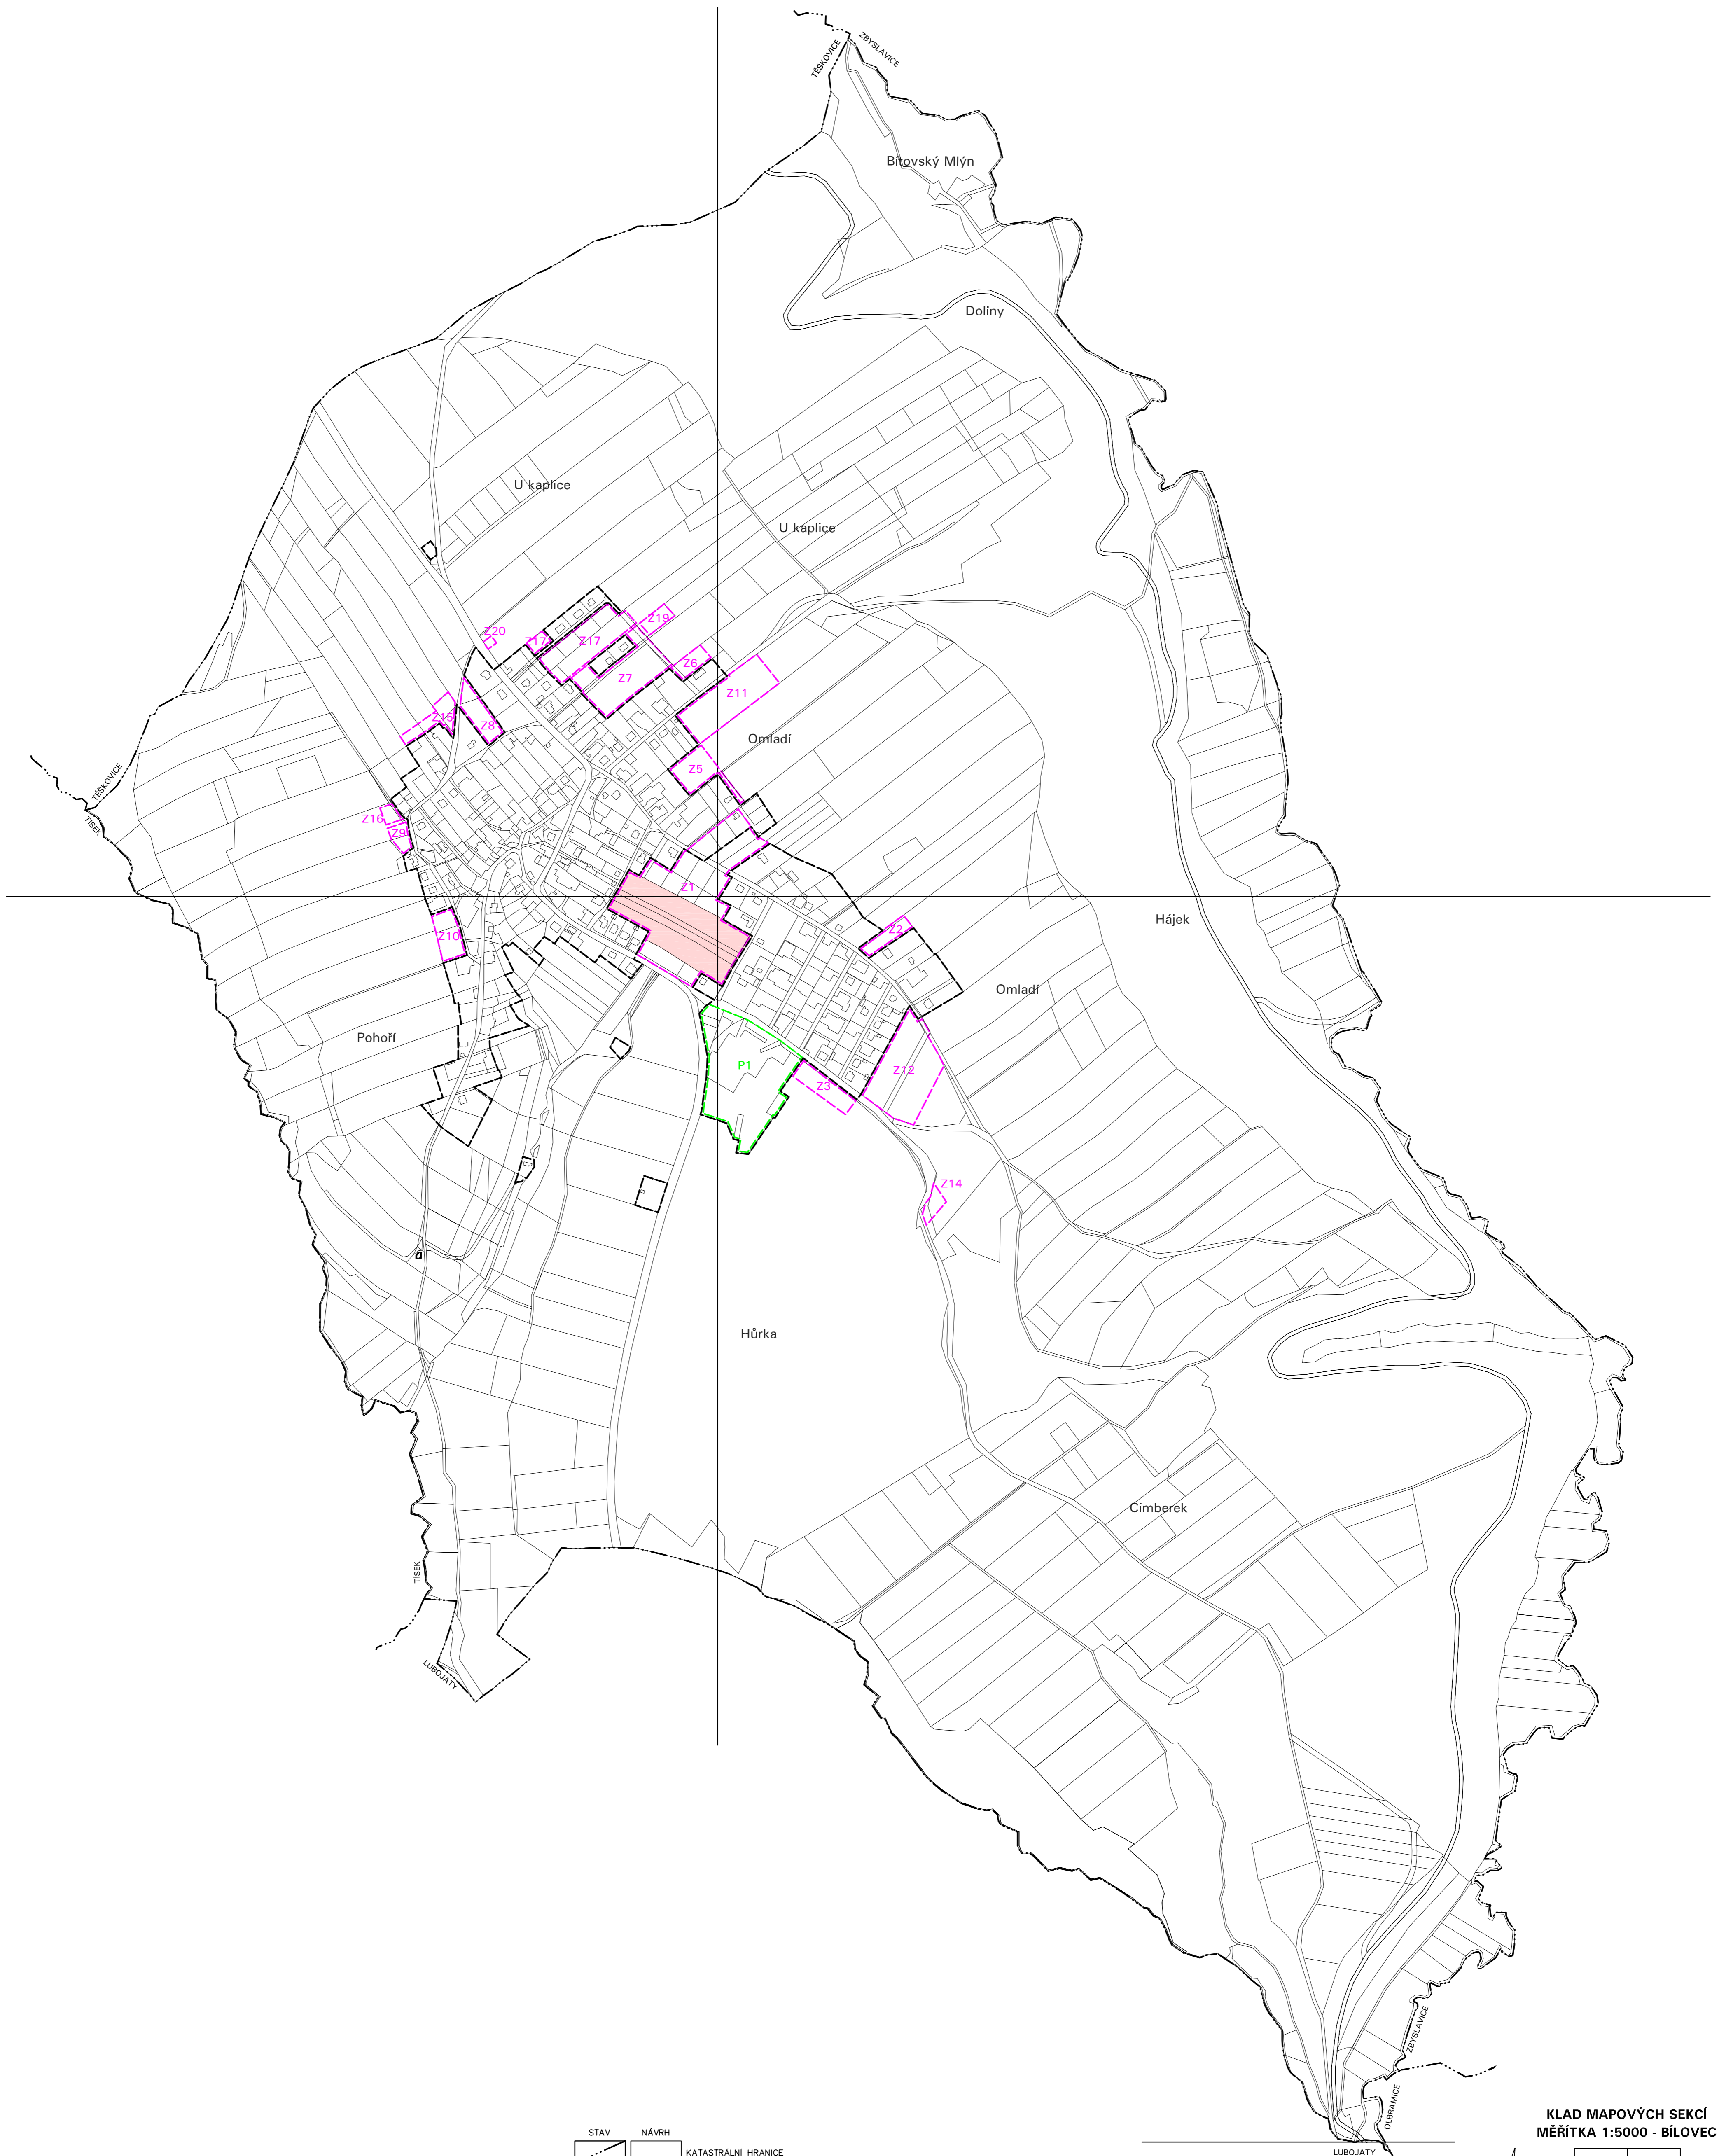 TĚŠKOVICE
ZBYSLAVICE
Bítovský Mlýn
Doliny
U kaplice
U kaplice
Z20
Z17
Z17
Z19
Z6
Z7
Z11
Z15
Z8
Omladí
Z5
TĚŠKOVICE
TÍSEK
Z16
Z9
Z1
Hájek
Z2
Z10
Omladí
Pohoří
P1
Z3
Z12
Z14
Hůrka
Cimberek
TÍSEK
LUBOJATY
ZBYSLAVICE
OLBRAMICE
KLAD MAPOVÝCH SEKCÍ
MĚŘÍTKA 1:5000 - BÍLOVEC
STAV
NÁVRH
KATASTRÁLNÍ HRANICE
LUBOJATY